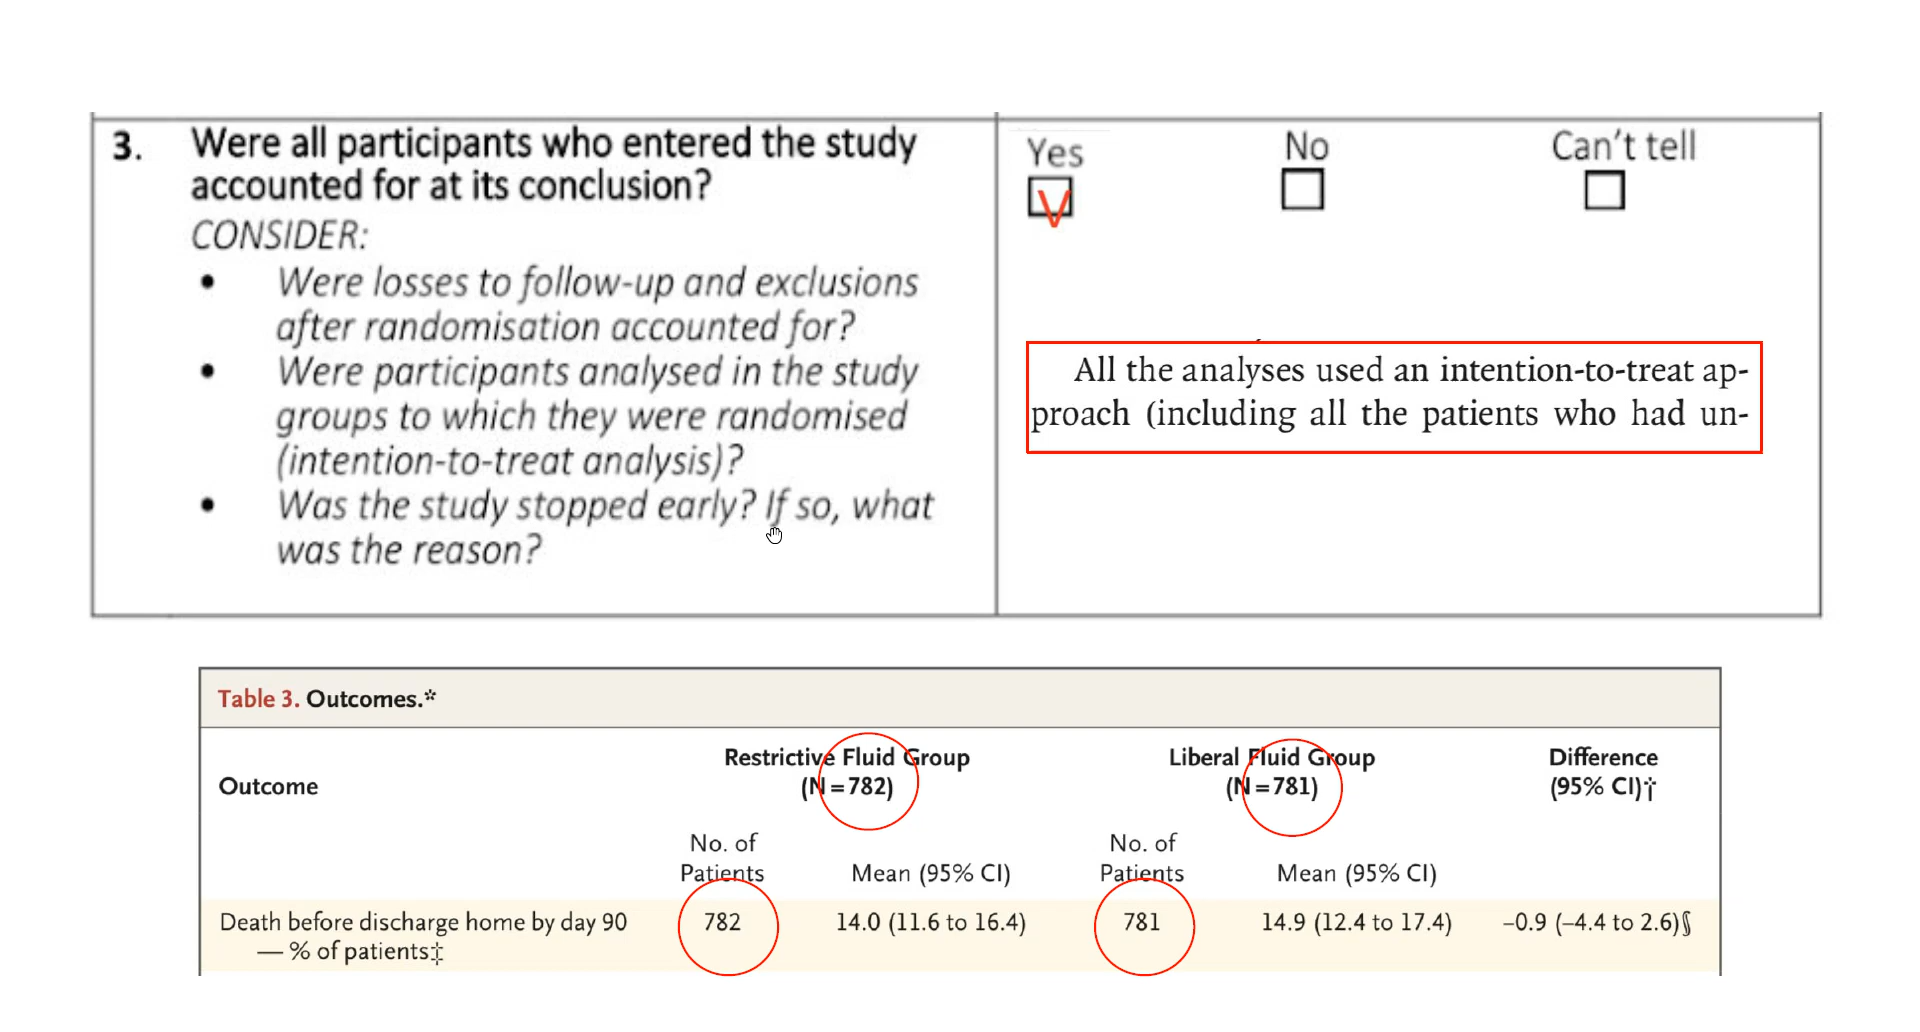 3. Were all participants who entered the study
accounted for at its conclusion?
CONSIDER:
• Were losses to follow-up and exclusions
after randomisation accounted for?
• Were participants analysed in the study
groups to which they were randomised
(intention-to-treat analysis)?
• Was the study stopped early? If so, what
was the reason?
Yes No Can't tell
V
All the analyses used an intention-to-treat ap-
proach (including all the patients who had un-
Table 3. Outcomes.*
Outcome
Restrictive Fluid Group
(N=782)
Liberal Fluid Group
(N=781)
Difference
(95% CI)†
No. of
Patients
Mean (95% CI)
No. of
Patients
Mean (95% CI)
Death before discharge home by day 90
— % of patients‡
782 14.0 (11.6 to 16.4) 781 14.9 (12.4 to 17.4) −0.9 (−4.4 to 2.6)§